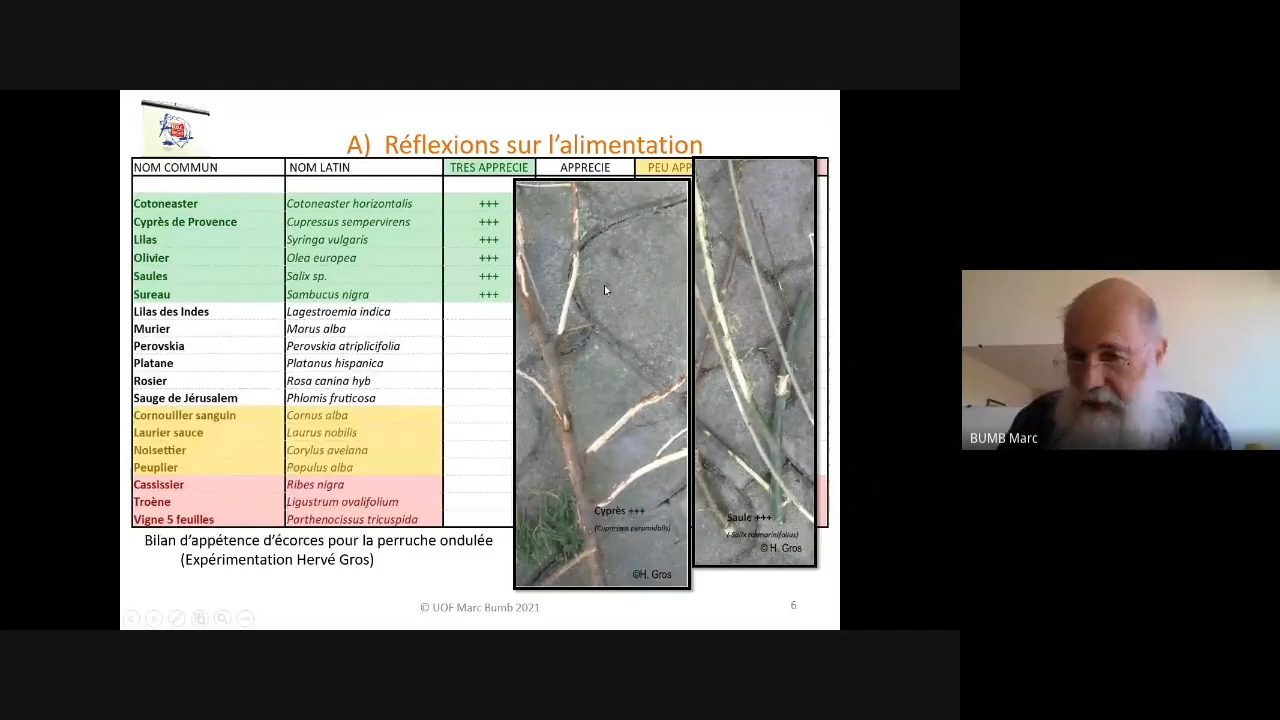 A) Réflexions sur l'alimentation
NOM COMMUN NOM LATIN TRES APPRECIE APPRECIE PEU APP
Cotoneaster Cotoneaster horizontalis +++
Cyprès de Provence Cupressus sempervirens +++
Lilas Syringa vulgaris +++
Olivier Olea europea +++
Saules Salix sp. +++
Sureau Sambucus nigra +++
Lilas des Indes Lagestroemia indica
Murier Morus alba
Perovskia Perovskia atriplicifolia
Platane Platanus hispanica
Rosier Rosa canina hyb
Sauge de Jérusalem Phlomis fruticosa
Cornouiller sanguin Cornus alba
Laurier sauce Laurus nobilis
Noisettier Corylus avelana
Peuplier Populus alba
Cassissier Ribes nigra
Troène Ligustrum ovalifolium
Vigne 5 feuilles Parthenocissus tricuspida
Cyprès +++
(Cupressus pyramidalis)
©H. Gros
Saule +++
(Salix rosmarinifolius)
© H. Gros
Bilan d'appétence d'écorces pour la perruche ondulée
(Expérimentation Hervé Gros)
© UOF Marc Bumb 2021
6
BUMB Marc